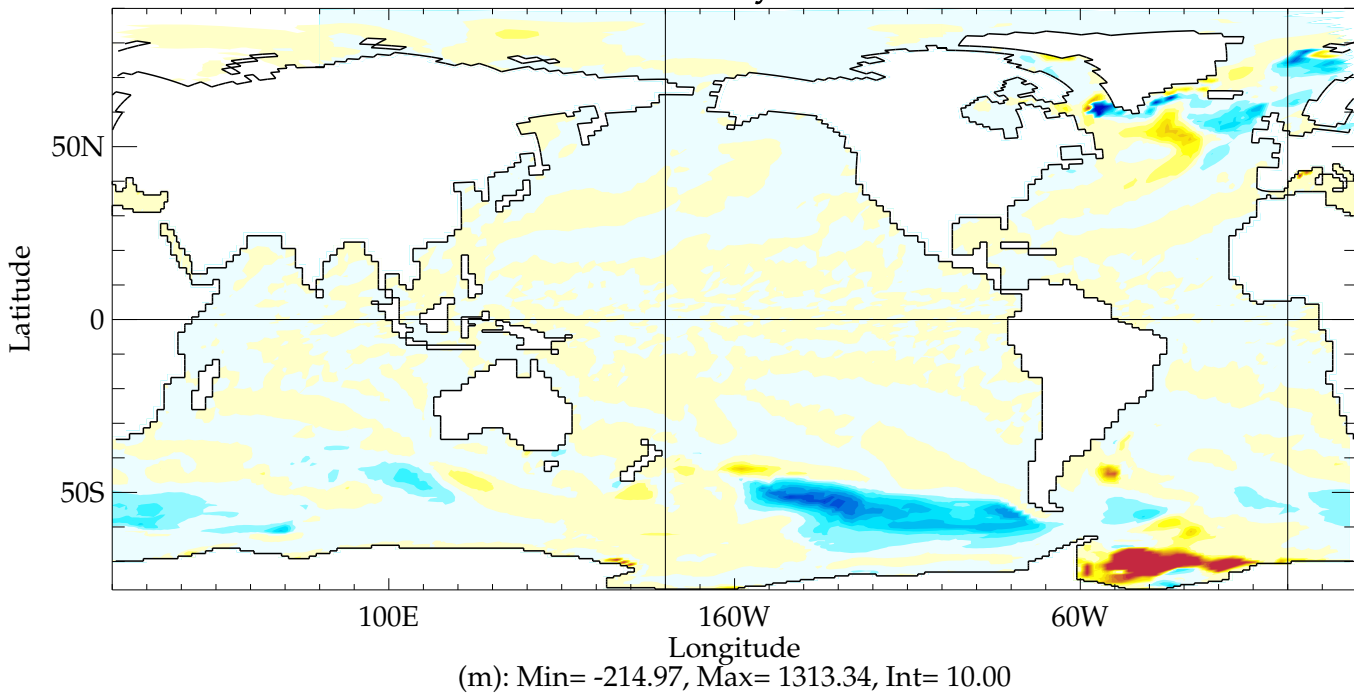 50N
0
50S
Latitude
100E
160W
60W
Longitude
(m): Min= -214.97, Max= 1313.34, Int= 10.00